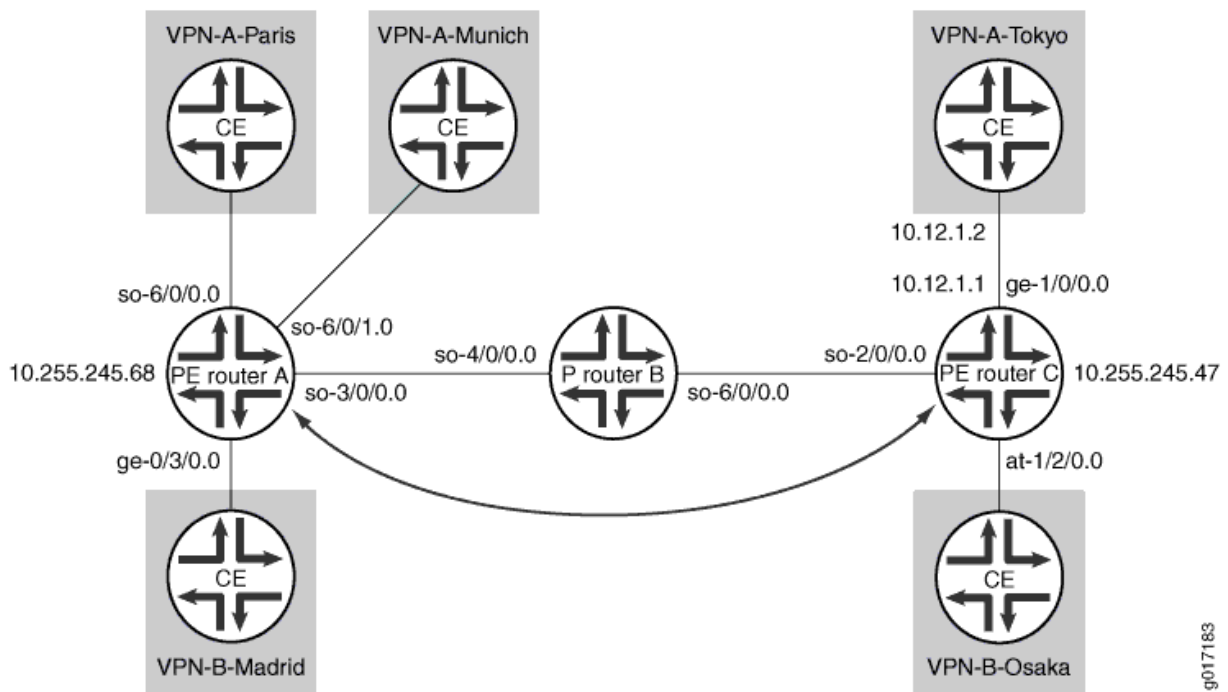 VPN-A-Paris
VPN-A-Munich
VPN-A-Tokyo
CE
CE
CE
10.12.1.2
10.12.1.1
ge-1/0/0.0
so-6/0/0.0
so-6/0/1.0
so-4/0/0.0
so-2/0/0.0
10.255.245.68
PE router A
P router B
PE router C
10.255.245.47
so-3/0/0.0
so-6/0/0.0
ge-0/3/0.0
at-1/2/0.0
CE
CE
VPN-B-Madrid
VPN-B-Osaka
g017183